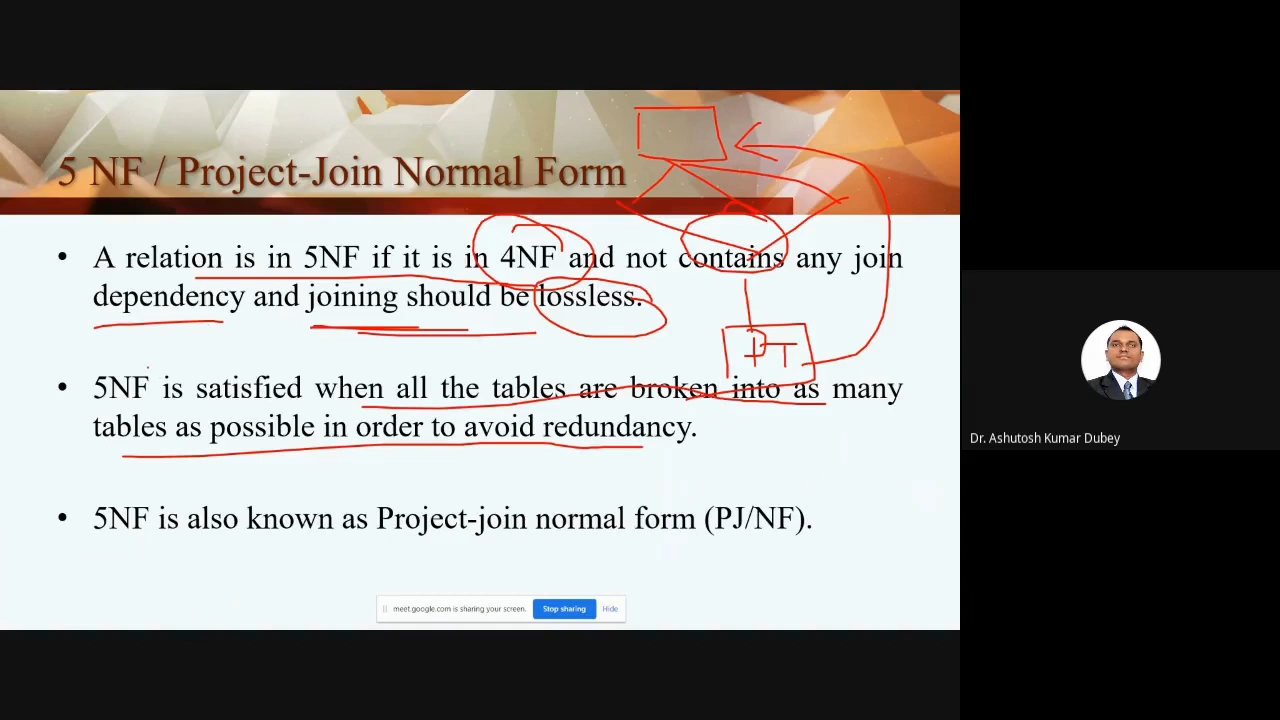 5 NF / Project-Join Normal Form
• A relation is in 5NF if it is in 4NF and not contains any join
dependency and joining should be lossless.
• 5NF is satisfied when all the tables are broken into as many
tables as possible in order to avoid redundancy.
• 5NF is also known as Project-join normal form (PJ/NF).
meet.google.com is sharing your screen. Stop sharing Hide
Dr. Ashutosh Kumar Dubey